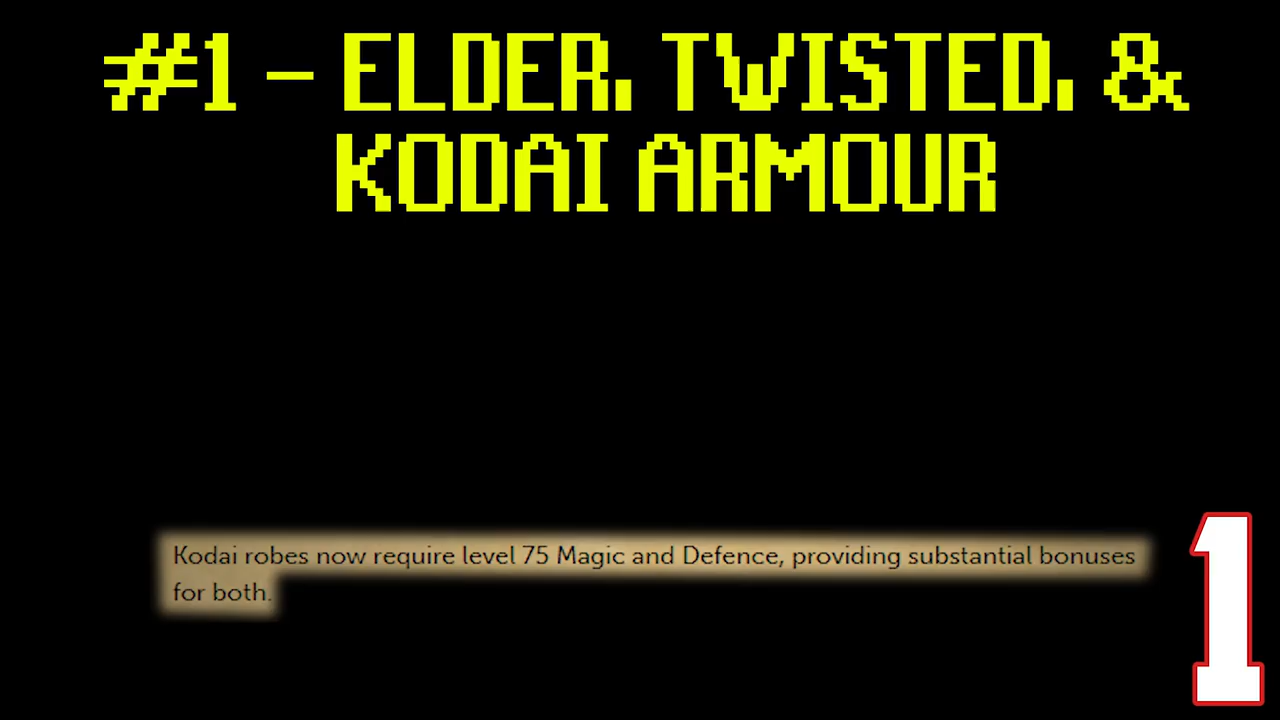 #1 - ELDER, TWISTED, &
KODAI ARMOUR
Kodai robes now require level 75 Magic and Defence, providing substantial bonuses
for both.
1